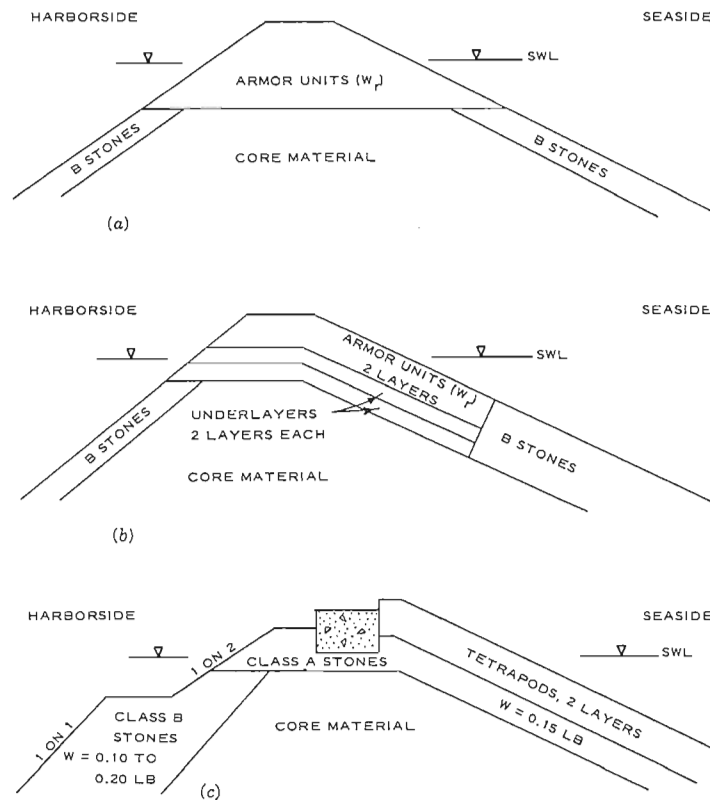 HARBORSIDE
SEASIDE
SWL
ARMOR UNITS (Wr)
B STONES
CORE MATERIAL
B STONES
(a)
HARBORSIDE
SEASIDE
SWL
ARMOR UNITS (Wr)
2 LAYERS
UNDERLAYERS
2 LAYERS EACH
B STONES
B STONES
CORE MATERIAL
(b)
HARBORSIDE
SEASIDE
SWL
1 ON 2
CLASS A STONES
TETRAPODS, 2 LAYERS
W = 0.15 LB
1 ON 1
CLASS B
STONES
W = 0.10 TO
0.20 LB
CORE MATERIAL
(c)